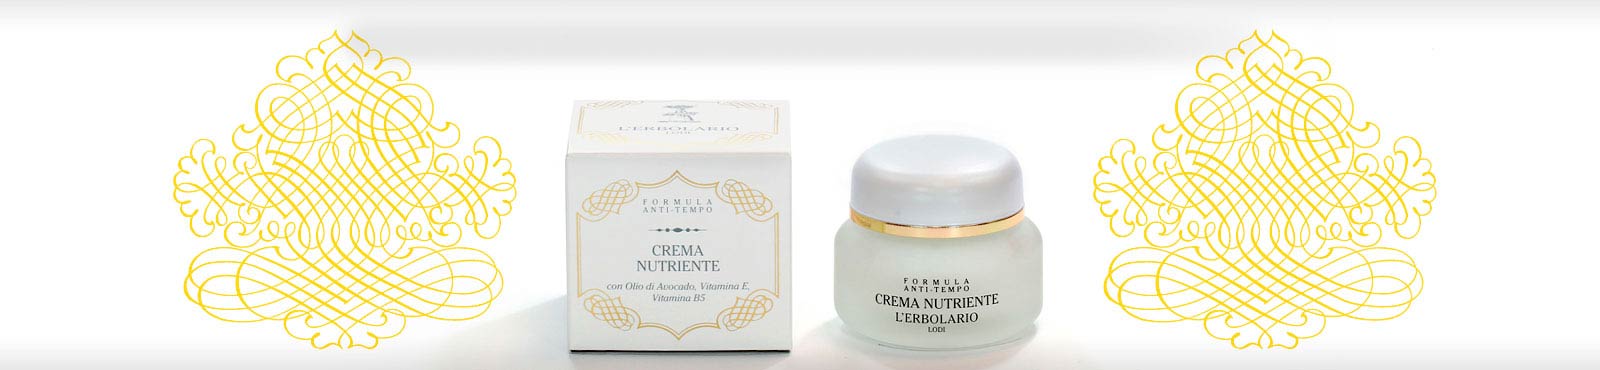 L'ERBOLARIO
LODI
FORMULA
ANTI-TEMPO
CREMA
NUTRIENTE
con Olio di Avocado, Vitamina E,
Vitamina B5
FORMULA
ANTI-TEMPO
CREMA NUTRIENTE
L'ERBOLARIO
LODI